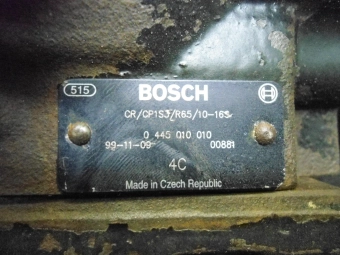 515 BOSCH
CR/CP1S3/R65/10-16S
0 445 010 010
99-11-09 00881
4C
Made in Czech Republic